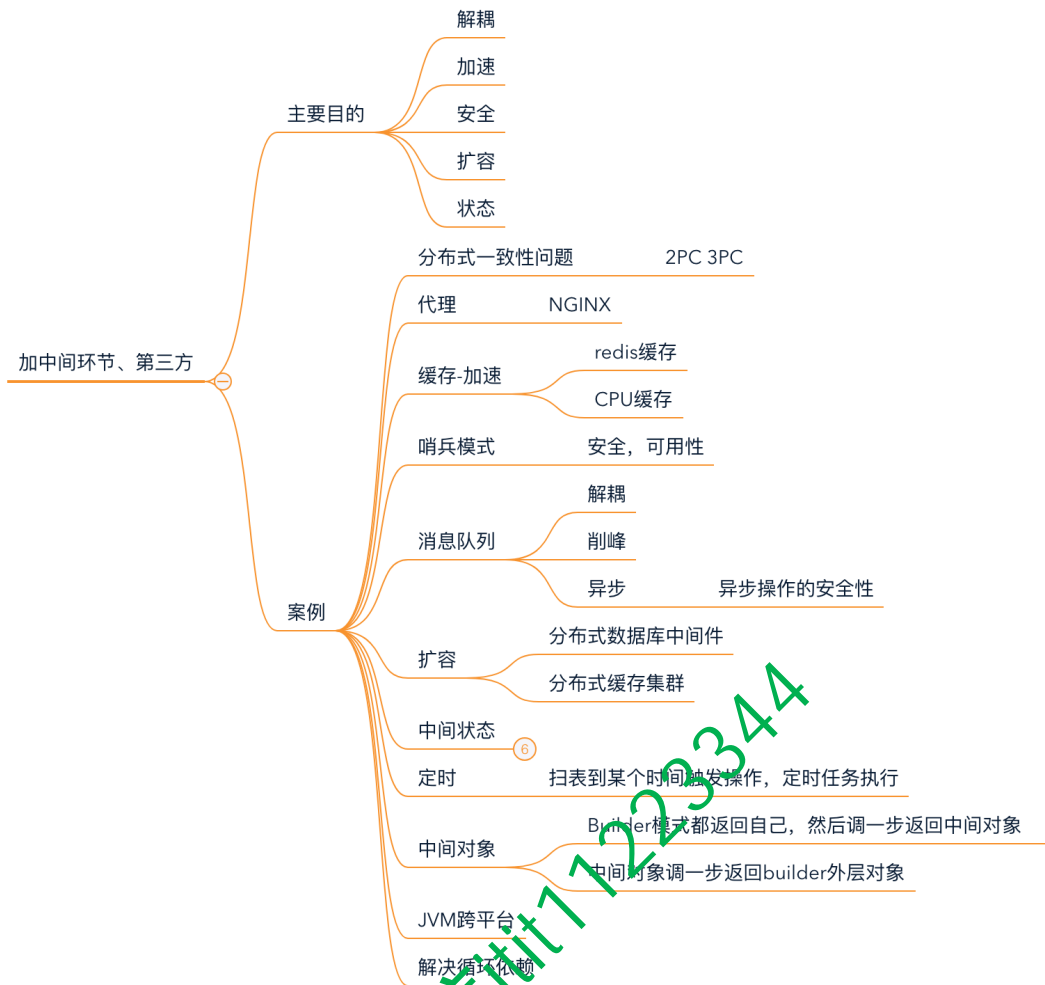 解耦
加速
主要目的
安全
扩容
状态
分布式一致性问题 2PC 3PC
代理 NGINX
加中间环节、第三方
redis缓存
缓存-加速
CPU缓存
哨兵模式 安全，可用性
解耦
消息队列
削峰
异步 异步操作的安全性
案例
分布式数据库中间件
扩容
分布式缓存集群
中间状态 6
定时 扫表到某个时间触发操作，定时任务执行
Builder模式都返回自己，然后调一步返回中间对象
中间对象
中间对象调一步返回builder外层对象
JVM跨平台
解决循环依赖
itit11223344